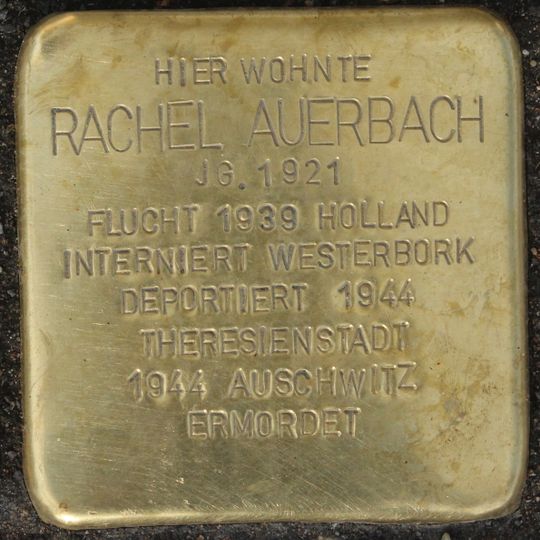 HIER WOHNTE
RACHEL AUERBACH
JG. 1921
FLUCHT 1939 HOLLAND
INTERNIERT WESTERBORK
DEPORTIERT 1944
THERESIENSTADT
1944 AUSCHWITZ
ERMORDET